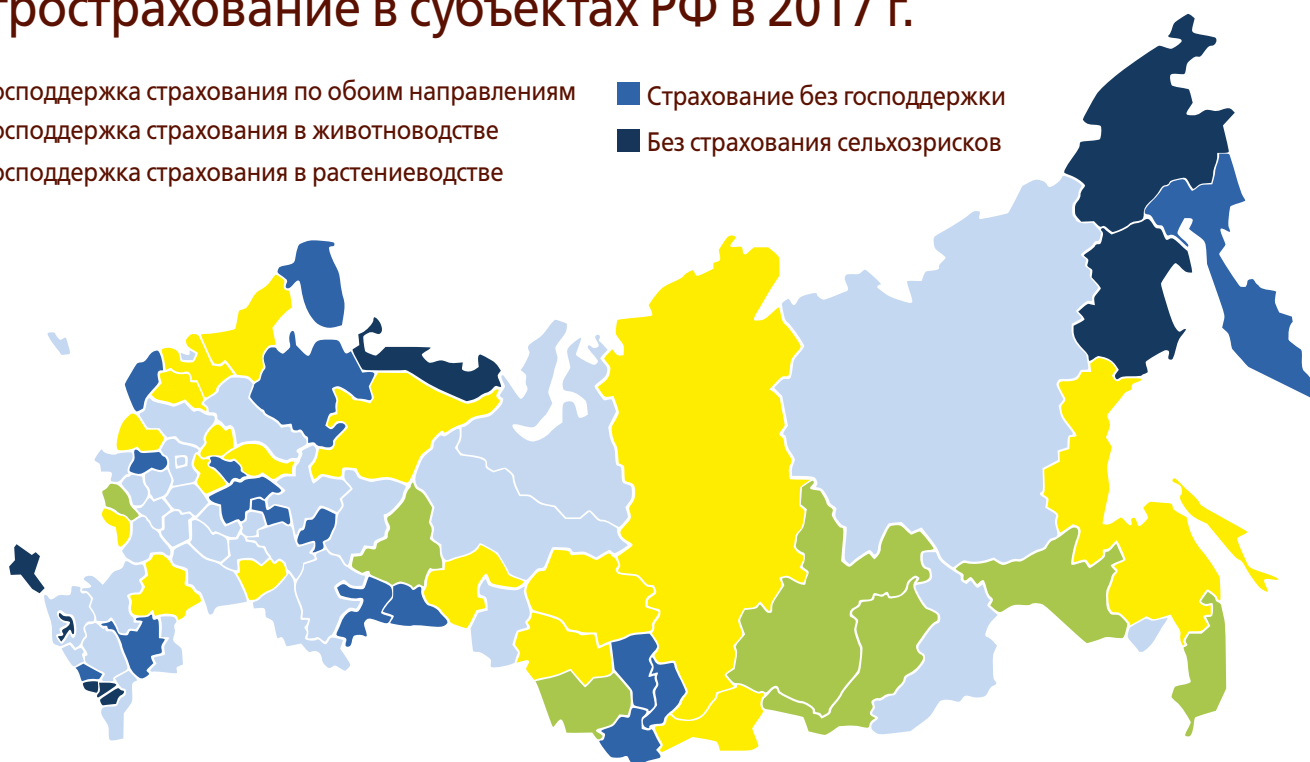 трострахование в субъектах РФ в 2017 г.
осподдержка страхования по обоим направлениям
осподдержка страхования в животноводстве
осподдержка страхования в растениеводстве
Страхование без господдержки
Без страхования сельхозрисков